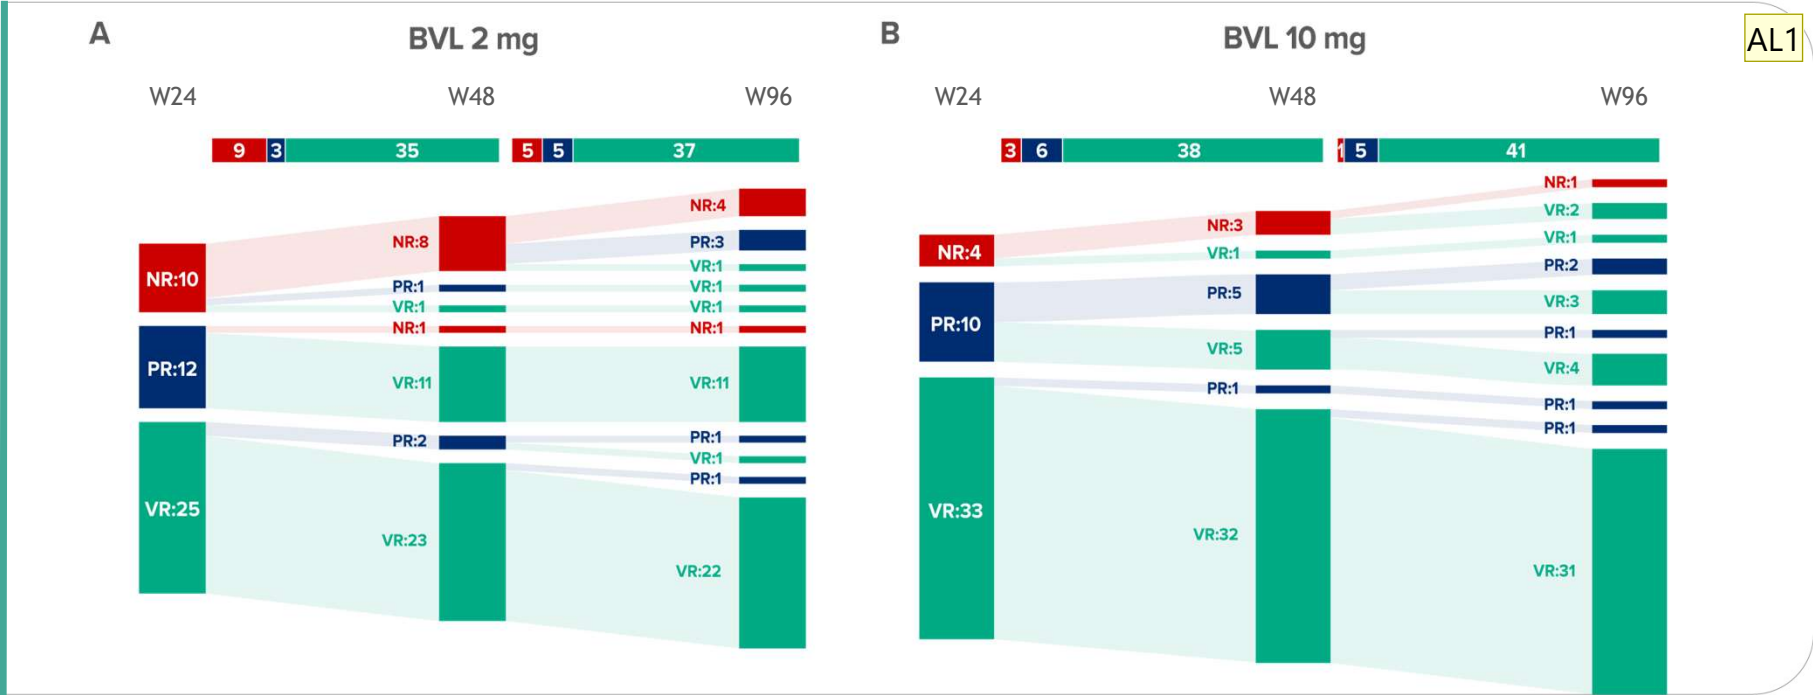 A
BVL 2 mg
B
BVL 10 mg
AL1
W24
W48
W96
W24
W48
W96
9 3 35
5 5 37
3 6 38
1 5 41
NR:10
PR:12
VR:25
NR:8
PR:1
VR:1
NR:1
VR:11
PR:2
VR:23
NR:4
PR:3
VR:1
VR:1
VR:1
NR:1
VR:11
PR:1
VR:1
PR:1
VR:22
NR:4
PR:10
VR:33
NR:3
VR:1
PR:5
VR:5
PR:1
VR:32
NR:1
VR:2
VR:1
PR:2
VR:3
PR:1
VR:4
PR:1
PR:1
VR:31